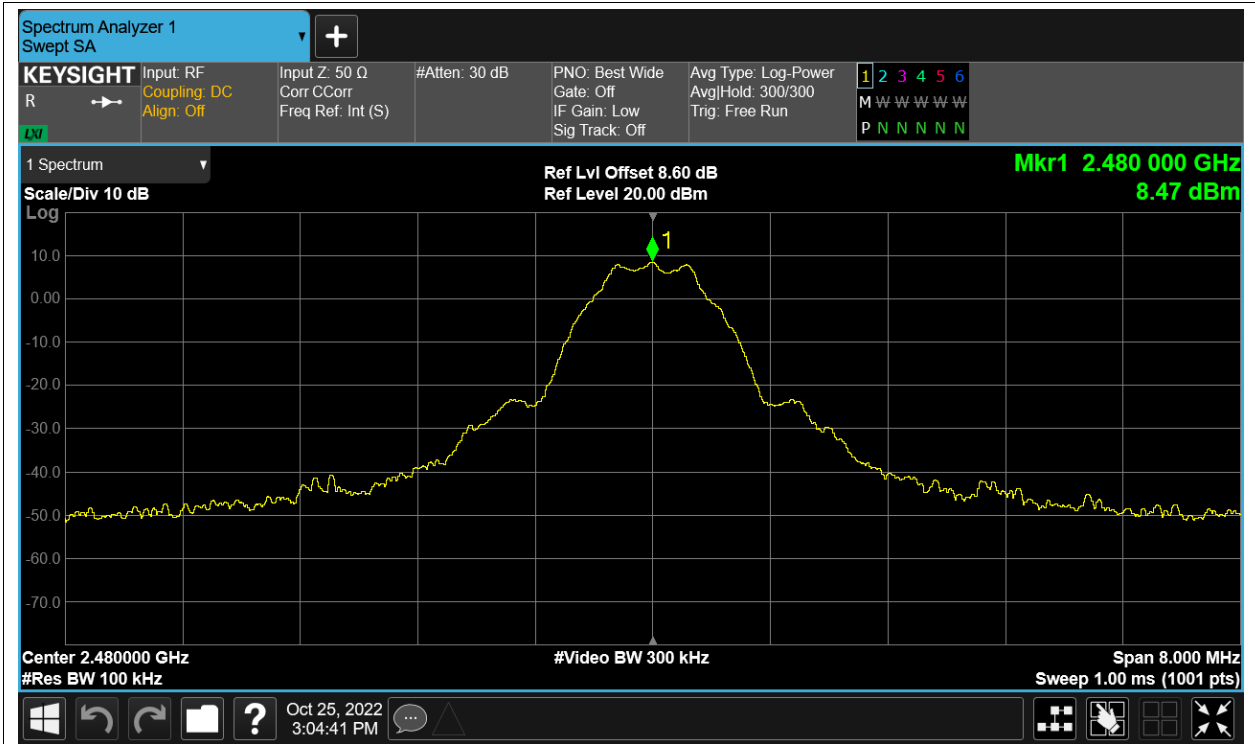 Spectrum Analyzer 1
Swept SA
KEYSIGHT
R
LXI
Input: RF
Coupling: DC
Align: Off
Input Z: 50 Ω
Corr CCorr
Freq Ref: Int (S)
#Atten: 30 dB
PNO: Best Wide
Gate: Off
IF Gain: Low
Sig Track: Off
Avg Type: Log-Power
Avg|Hold: 300/300
Trig: Free Run
1 2 3 4 5 6
M W W W W W
P N N N N N
1 Spectrum
Scale/Div 10 dB
Log
Ref Lvl Offset 8.60 dB
Ref Level 20.00 dBm
Mkr1 2.480 000 GHz
8.47 dBm
1
10.0
0.00
-10.0
-20.0
-30.0
-40.0
-50.0
-60.0
-70.0
Center 2.480000 GHz
#Res BW 100 kHz
#Video BW 300 kHz
Span 8.000 MHz
Sweep 1.00 ms (1001 pts)
?
Oct 25, 2022
3:04:41 PM